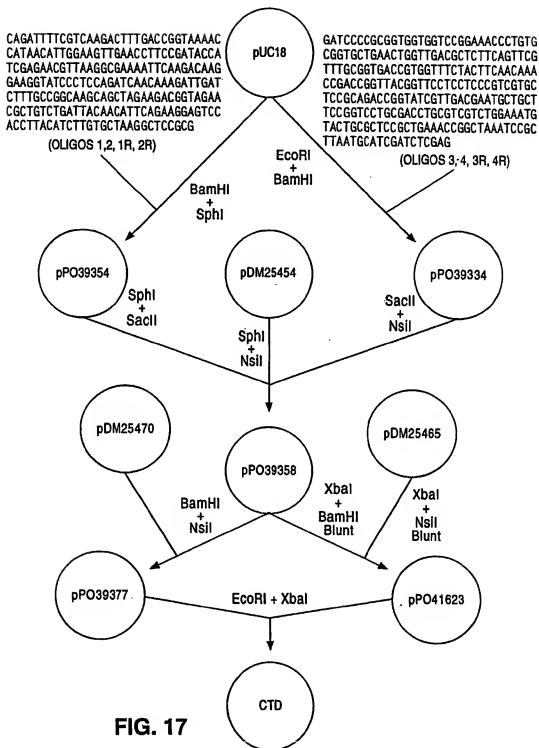 CAGATTTTCGTCAAGACTTTGACCGGTAAAAC
CATAACATTGGAAGTTGAACCTTCCGATACCA
TCGAGAACGTTAAGGCGAAAATTCAAGACAAG
GAAGGTATCCCTCCAGATCAACAAAGATTGAT
CTTTGCCGGCAAGCAGCTAGAAGACGGTAGAA
CGCTGTCTGATTACAACATTCAGAAGGAGTCC
ACCTTACATCTTGTGCTAAGGCTCCGCG
(OLIGOS 1,2, 1R, 2R)
pUC18
GATCCCCGCGGTGGTGGTCCGGAAACCCTGTG
CGGTGCTGAACTGGTTGACGCTCTTCAGTTCG
TTTGCGGTGACCGTGGTTTCTACTTCAACAAA
CCGACCGGTTACGGTTCCTCCTCCCGTCGTGC
TCCGCAGACCGGTATCGTTGACGAATGCTGCT
TCCGGTCCTGCGACCTGCGTCGTCTGGAAATG
TACTGCGCTCCGCTGAAACCGGCTAAATCCGC
TTAATGCATCGATCTCGAG
(OLIGOS 3, 4, 3R, 4R)
BamHI
+
SphI
EcoRI
+
BamHI
pPO39354
pDM25454
pPO39334
SphI
+
SacII
SphI
+
NsiI
SacII
+
NsiI
pDM25470
pPO39358
pDM25465
BamHI
+
NsiI
XbaI
+
BamHI
Blunt
XbaI
+
NsiI
Blunt
pPO39377
EcoRI + XbaI
pPO41623
CTD
FIG. 17